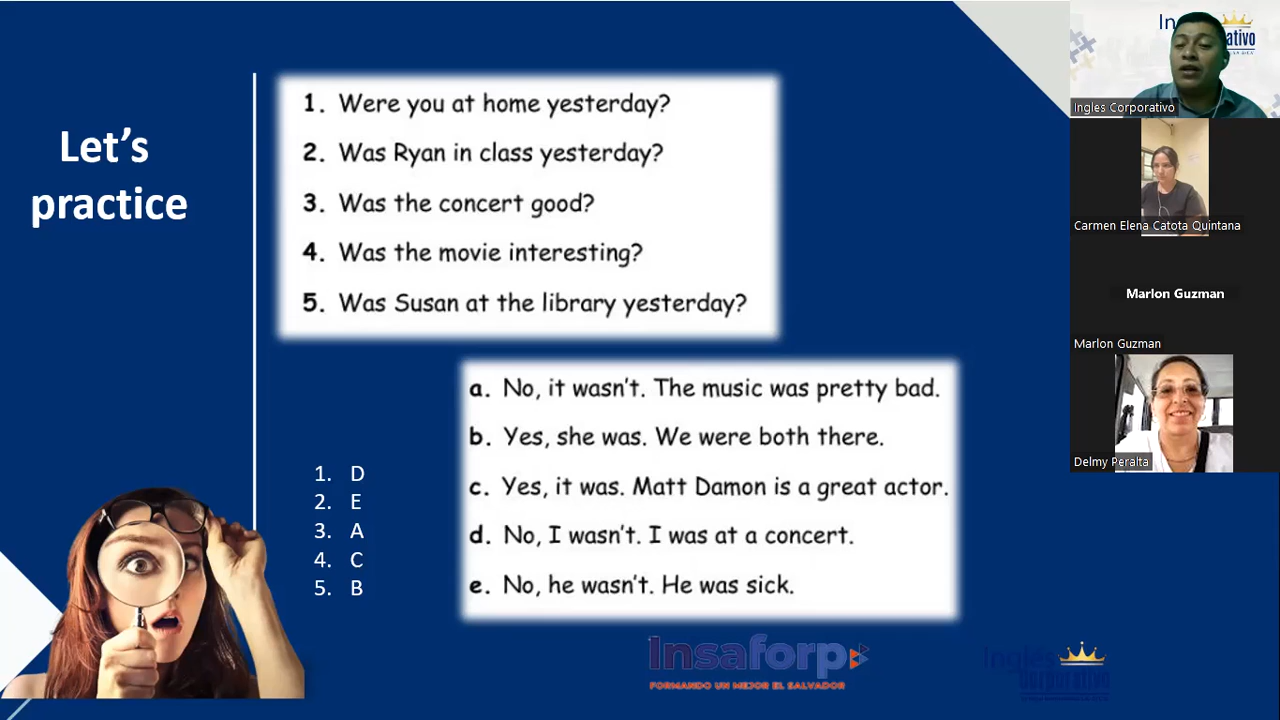 Let's
practice
1. Were you at home yesterday?
2. Was Ryan in class yesterday?
3. Was the concert good?
4. Was the movie interesting?
5. Was Susan at the library yesterday?
a. No, it wasn't. The music was pretty bad.
b. Yes, she was. We were both there.
c. Yes, it was. Matt Damon is a great actor.
d. No, I wasn't. I was at a concert.
e. No, he wasn't. He was sick.
1. D
2. E
3. A
4. C
5. B
Insaforp
FORMANDO UN MEJOR EL SALVADOR
Inglés
Corporativo
In
ativo
Ingles Corporativo
Carmen Elena Catota Quintana
Marlon Guzman
Marlon Guzman
Delmy Peralta